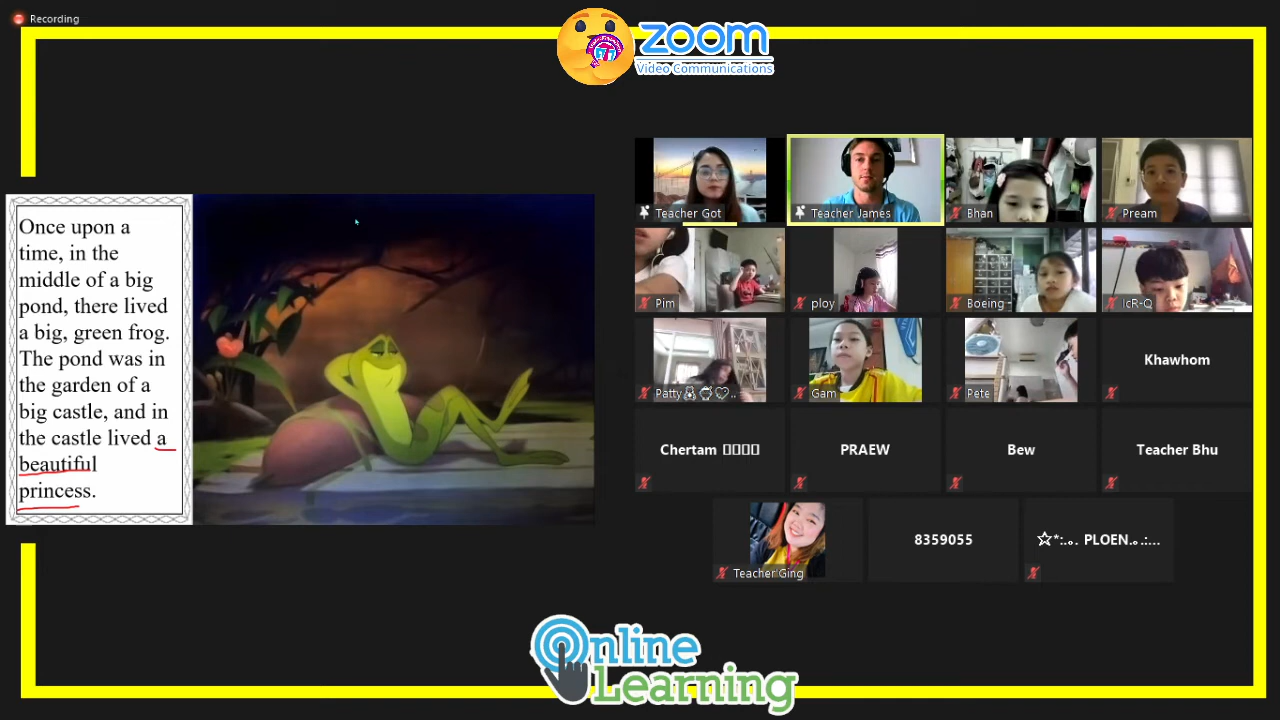 Recording
zoom
Video Communications
Once upon a
time, in the
middle of a big
pond, there lived
a big, green frog.
The pond was in
the garden of a
big castle, and in
the castle lived a
beautiful
princess.
Teacher Got
Teacher James
Bhan
Pream
Pim
ploy
Boeing -
IcR-Q
Patty
Gam
Pete
Khawhom
Chertam
PRAEW
Bew
Teacher Bhu
Teacher Ging
8359055
☆*:.｡. PLOEN.｡.:...
Online
Learning